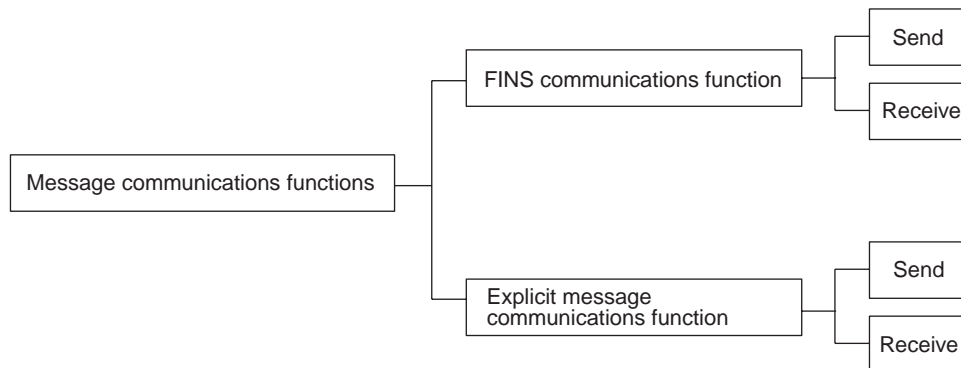 Send
FINS communications function
Receive
Message communications functions
Send
Explicit message
communications function
Receive